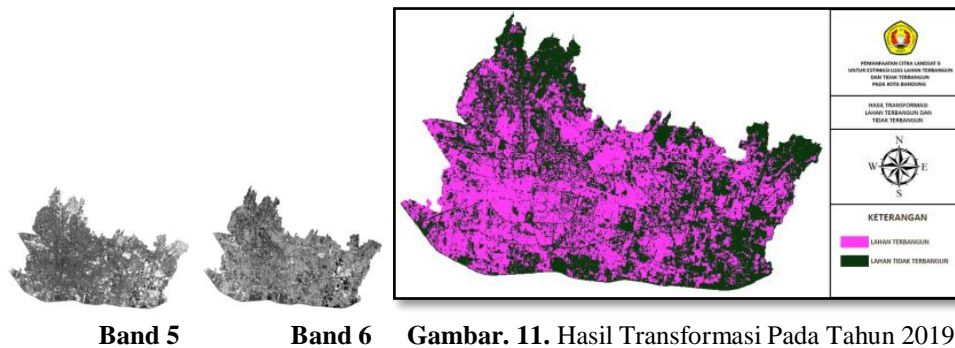 PEMANFAATAN CITRA LANDSAT 8
UNTUK ESTIMASI LUAS LAHAN TERBANGUN
DAN TIDAK TERBANGUN
PADA KOTA BANDUNG
HASIL TRANSFORMASI
LAHAN TERBANGUN DAN
TIDAK TERBANGUN
N
W E
S
KETERANGAN
LAHAN TERBANGUN
LAHAN TIDAK TERBANGUN
Band 5 Band 6 Gambar. 11. Hasil Transformasi Pada Tahun 2019